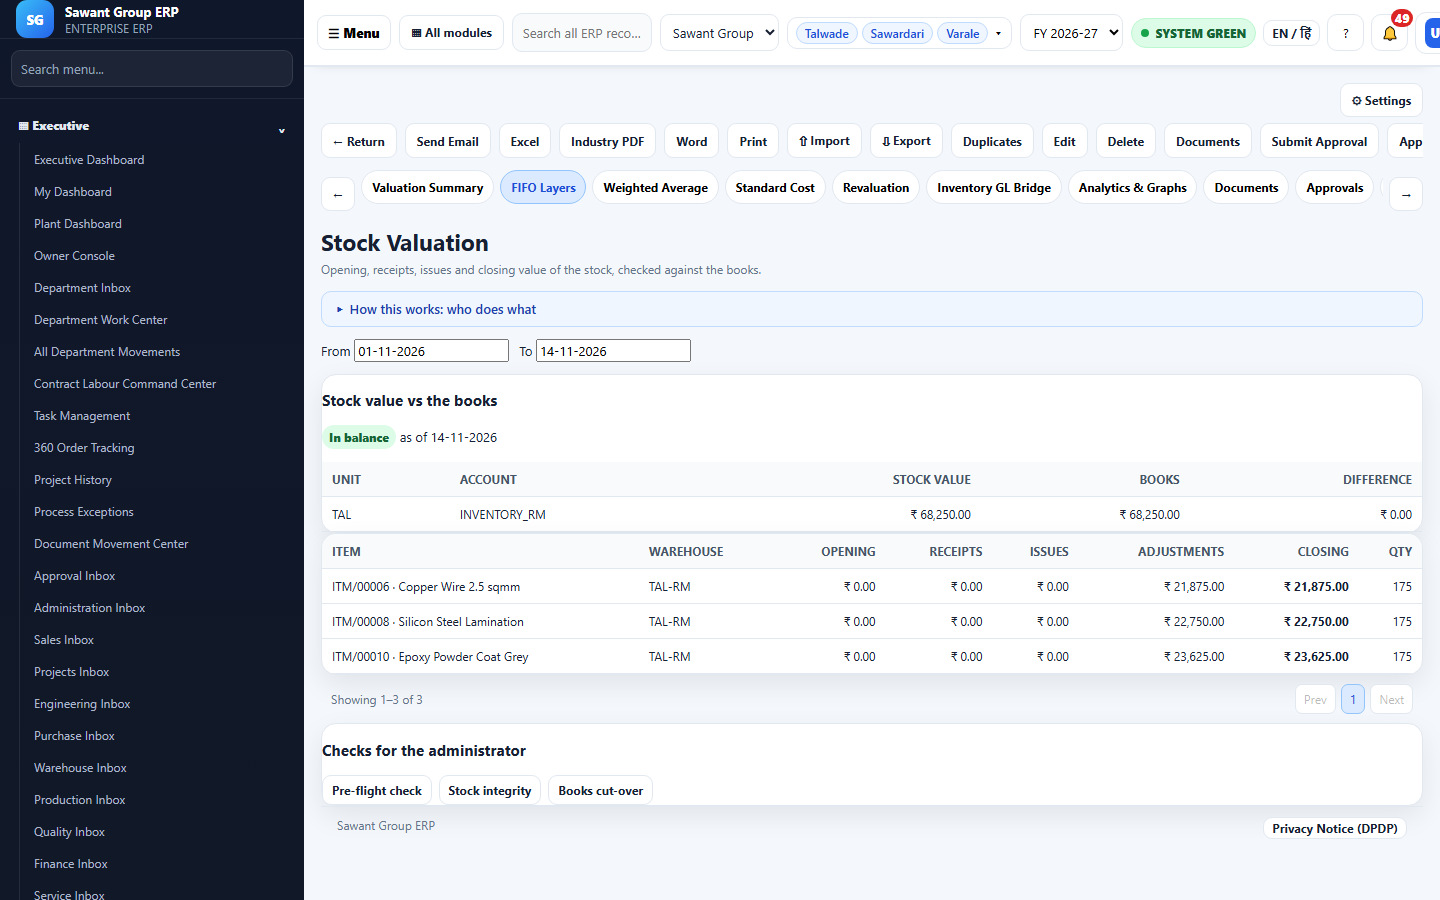 SG
Sawant Group ERP
ENTERPRISE ERP
Search menu...
Executive
Executive Dashboard
My Dashboard
Plant Dashboard
Owner Console
Department Inbox
Department Work Center
All Department Movements
Contract Labour Command Center
Task Management
360 Order Tracking
Project History
Process Exceptions
Document Movement Center
Approval Inbox
Administration Inbox
Sales Inbox
Projects Inbox
Engineering Inbox
Purchase Inbox
Warehouse Inbox
Production Inbox
Quality Inbox
Finance Inbox
Service Inbox
☰ Menu All modules Search all ERP reco... Sawant Group Talwade Sawardari Varale FY 2026-27 SYSTEM GREEN EN / हिं ? 49 U
⚙ Settings
← Return Send Email Excel Industry PDF Word Print ⇧ Import ⇩ Export Duplicates Edit Delete Documents Submit Approval App
← Valuation Summary FIFO Layers Weighted Average Standard Cost Revaluation Inventory GL Bridge Analytics & Graphs Documents Approvals →
Stock Valuation
Opening, receipts, issues and closing value of the stock, checked against the books.
▸ How this works: who does what
From 01-11-2026 To 14-11-2026
Stock value vs the books
In balance as of 14-11-2026
UNIT ACCOUNT STOCK VALUE BOOKS DIFFERENCE
TAL INVENTORY_RM ₹ 68,250.00 ₹ 68,250.00 ₹ 0.00
ITEM WAREHOUSE OPENING RECEIPTS ISSUES ADJUSTMENTS CLOSING QTY
ITM/00006 · Copper Wire 2.5 sqmm TAL-RM ₹ 0.00 ₹ 0.00 ₹ 0.00 ₹ 21,875.00 ₹ 21,875.00 175
ITM/00008 · Silicon Steel Lamination TAL-RM ₹ 0.00 ₹ 0.00 ₹ 0.00 ₹ 22,750.00 ₹ 22,750.00 175
ITM/00010 · Epoxy Powder Coat Grey TAL-RM ₹ 0.00 ₹ 0.00 ₹ 0.00 ₹ 23,625.00 ₹ 23,625.00 175
Showing 1–3 of 3 Prev 1 Next
Checks for the administrator
Pre-flight check Stock integrity Books cut-over
Sawant Group ERP Privacy Notice (DPDP)